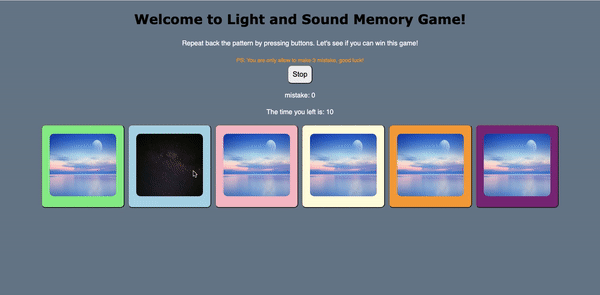 Welcome to Light and Sound Memory Game!
Repeat back the pattern by pressing buttons. Let's see if you can win this game!
PS: You are only allow to make 3 mistake, good luck!
Stop
mistake: 0
The time you left is: 10